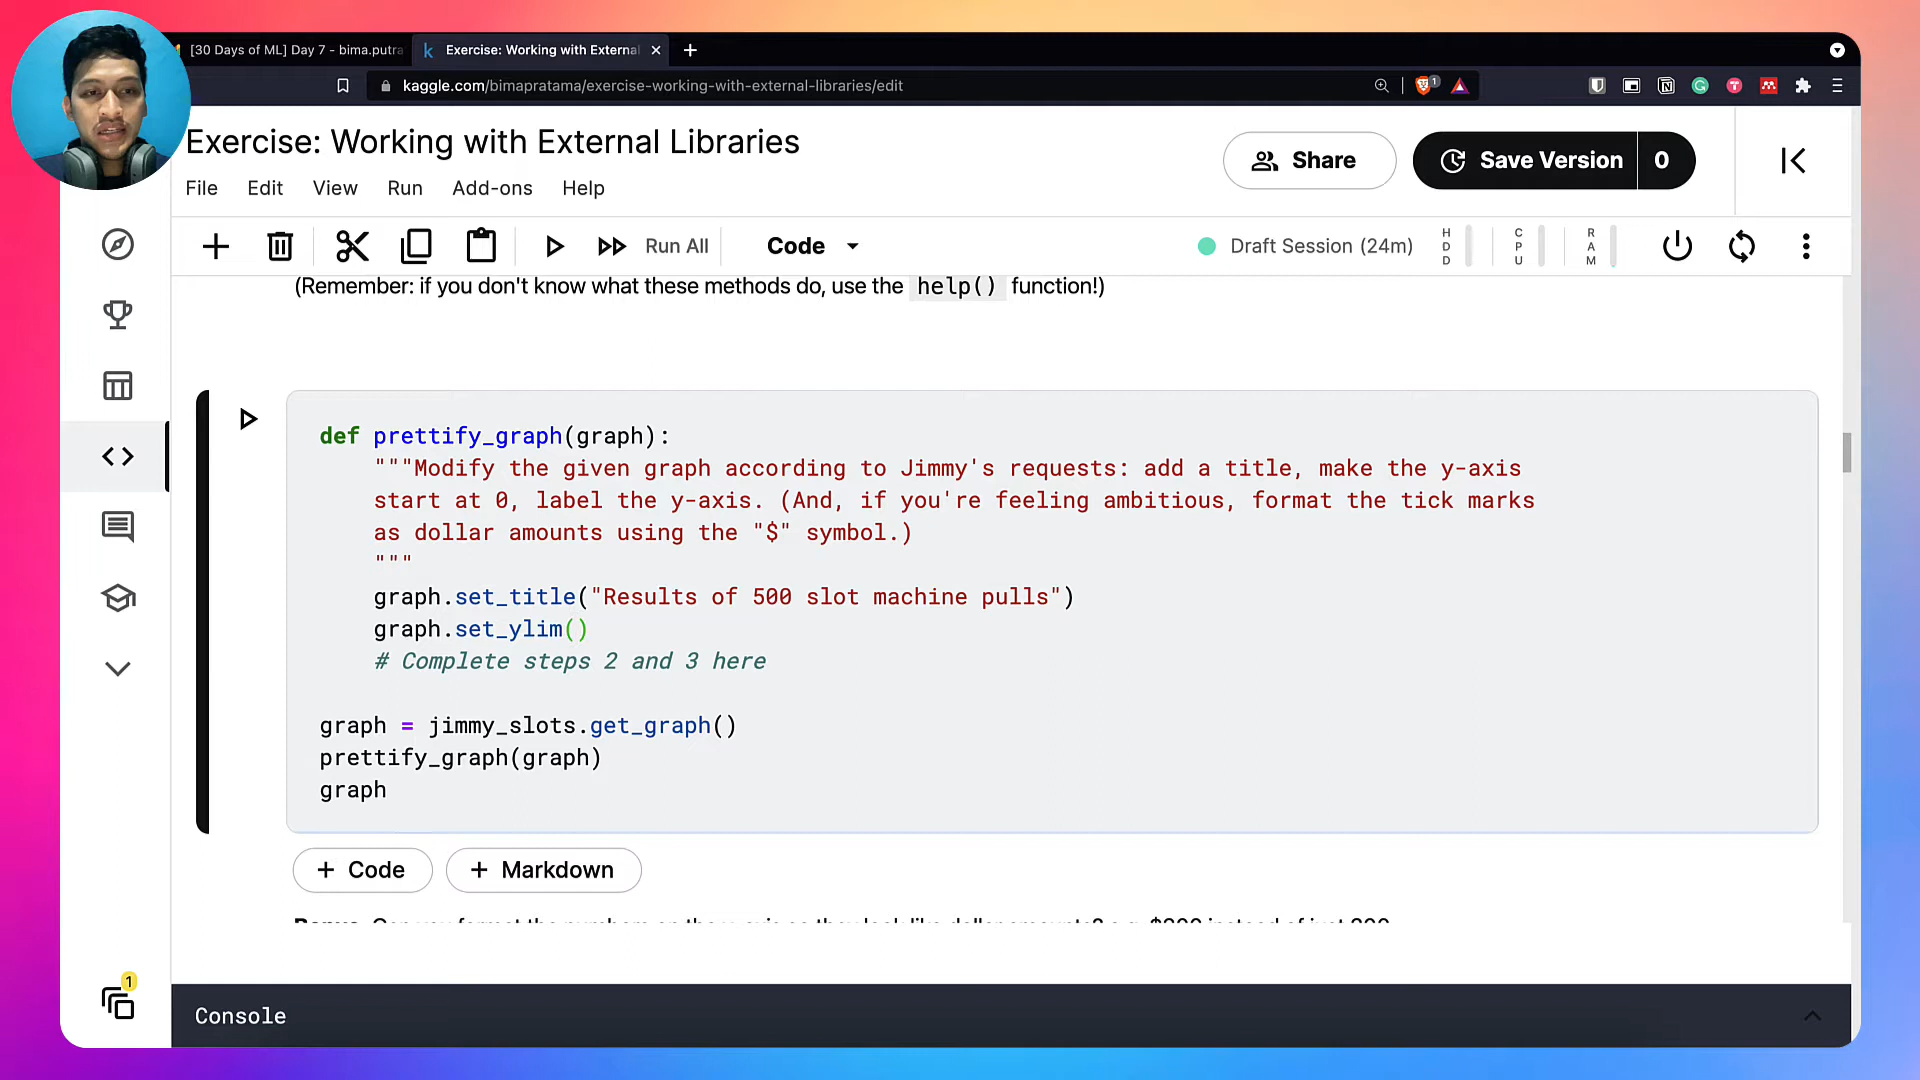 [30 Days of ML] Day 7 - bima.putra
Exercise: Working with External
kaggle.com/bimapratama/exercise-working-with-external-libraries/edit
1
Exercise: Working with External Libraries
Share
Save Version 0
File Edit View Run Add-ons Help
Run All
Code
Draft Session (24m)
HDD
CPU
RAM
(Remember: if you don't know what these methods do, use the help() function!)
def prettify_graph(graph):
"""Modify the given graph according to Jimmy's requests: add a title, make the y-axis
start at 0, label the y-axis. (And, if you're feeling ambitious, format the tick marks
as dollar amounts using the "$" symbol.)
"""
graph.set_title("Results of 500 slot machine pulls")
graph.set_ylim()
# Complete steps 2 and 3 here
graph = jimmy_slots.get_graph()
prettify_graph(graph)
graph
+ Code
+ Markdown
1
Console